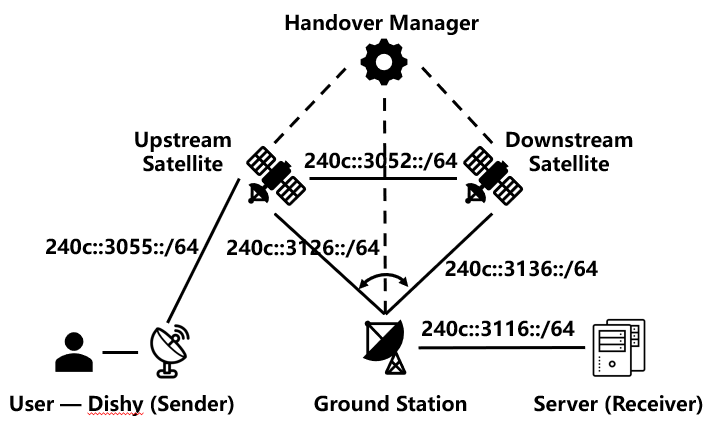 Handover Manager
Upstream
Satellite
Downstream
Satellite
240c::3052::/64
240c::3055::/64
240c::3126::/64
240c::3136::/64
240c::3116::/64
User — Dishy (Sender)
Ground Station
Server (Receiver)